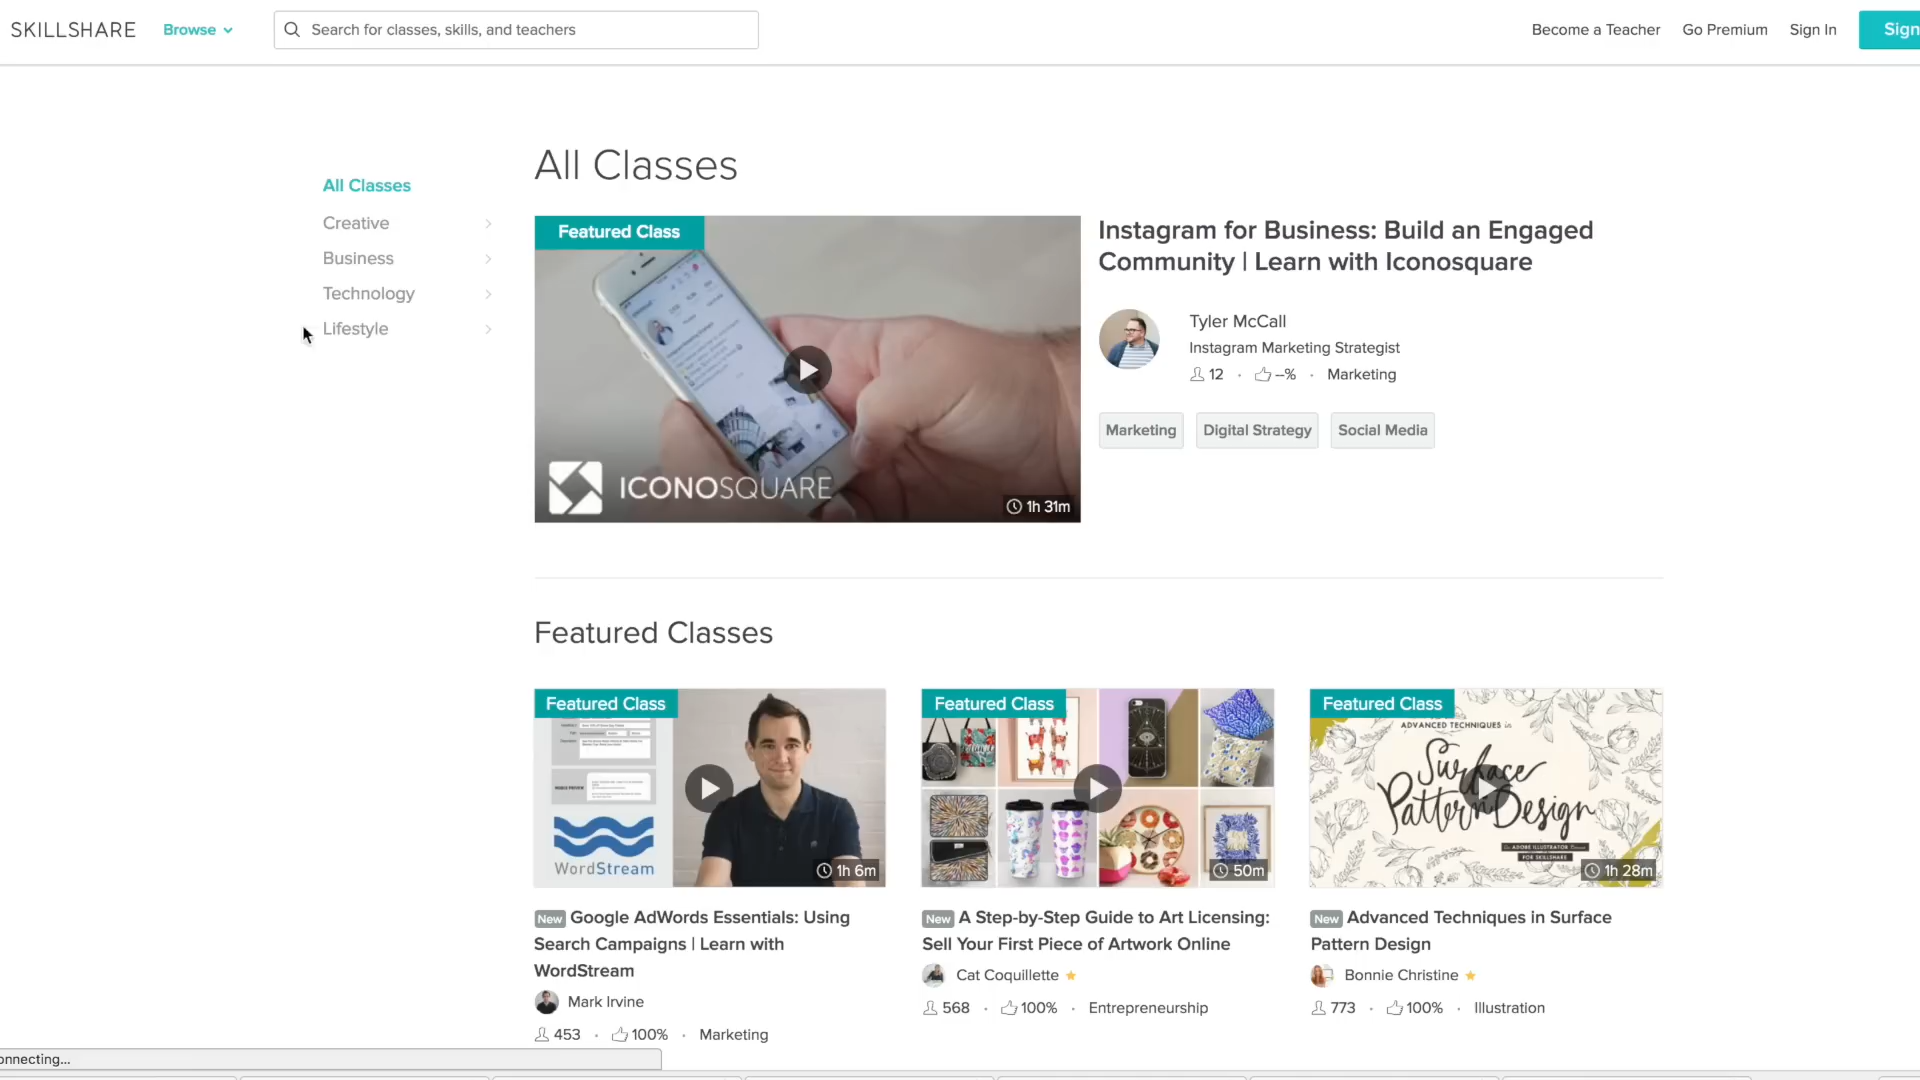 SKILLSHARE
Browse
Search for classes, skills, and teachers
Become a Teacher
Go Premium
Sign In
Sign
All Classes
Creative
Business
Technology
Lifestyle
All Classes
Featured Class
ICONOSQUARE
1h 31m
Instagram for Business: Build an Engaged
Community | Learn with Iconosquare
Tyler McCall
Instagram Marketing Strategist
12 · --% · Marketing
Marketing
Digital Strategy
Social Media
Featured Classes
Featured Class
WordStream
1h 6m
New Google AdWords Essentials: Using
Search Campaigns | Learn with
WordStream
Mark Irvine
453 · 100% · Marketing
Featured Class
50m
New A Step-by-Step Guide to Art Licensing:
Sell Your First Piece of Artwork Online
Cat Coquillette
568 · 100% · Entrepreneurship
Featured Class
ADVANCED TECHNIQUES in
Surface
Pattern Design
FOR SKILLSHARE
1h 28m
New Advanced Techniques in Surface
Pattern Design
Bonnie Christine
773 · 100% · Illustration
onnecting...